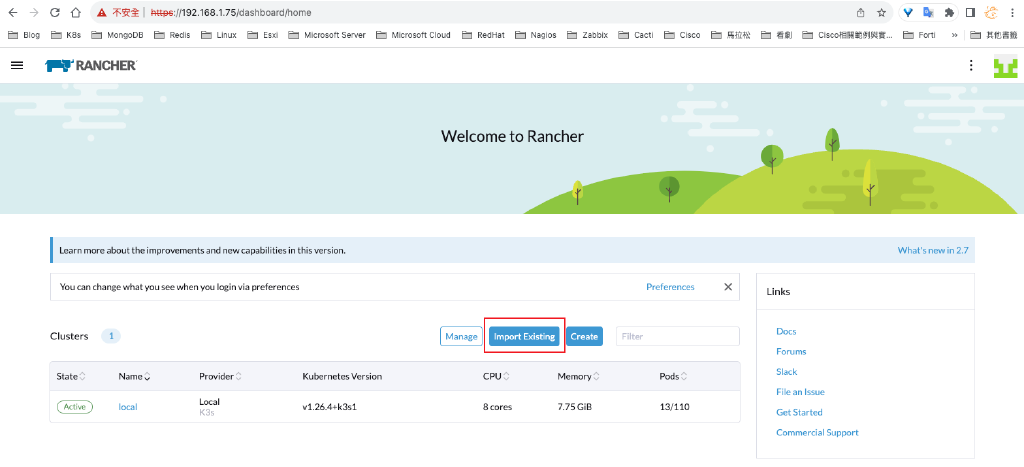 不安全 | https://192.168.1.75/dashboard/home
Blog K8s MongoDB Redis Linux Esxi Microsoft Server Microsoft Cloud RedHat Nagios Zabbix Cacti Cisco 馬拉松 看劇 Cisco相關範例與實... Forti » 其他書籤
RANCHER
Welcome to Rancher
Learn more about the improvements and new capabilities in this version. What's new in 2.7
You can change what you see when you login via preferences Preferences
Links
Clusters 1 Manage Import Existing Create Filter
Docs
Forums
Slack
File an Issue
Get Started
Commercial Support
State Name Provider Kubernetes Version CPU Memory Pods
Active local Local v1.26.4+k3s1 8 cores 7.75 GiB 13/110
K3s